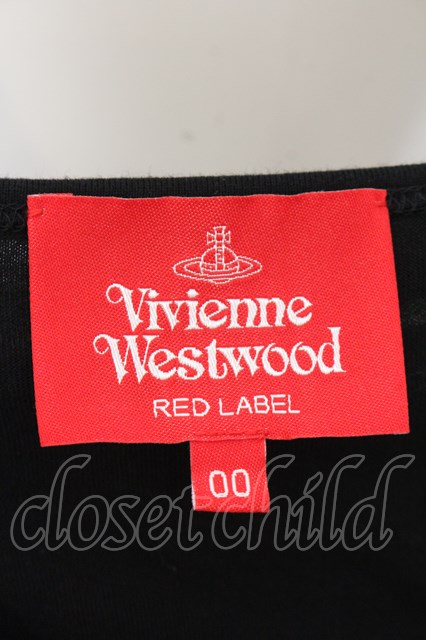 Vivienne
Westwood
RED LABEL
00
closet child